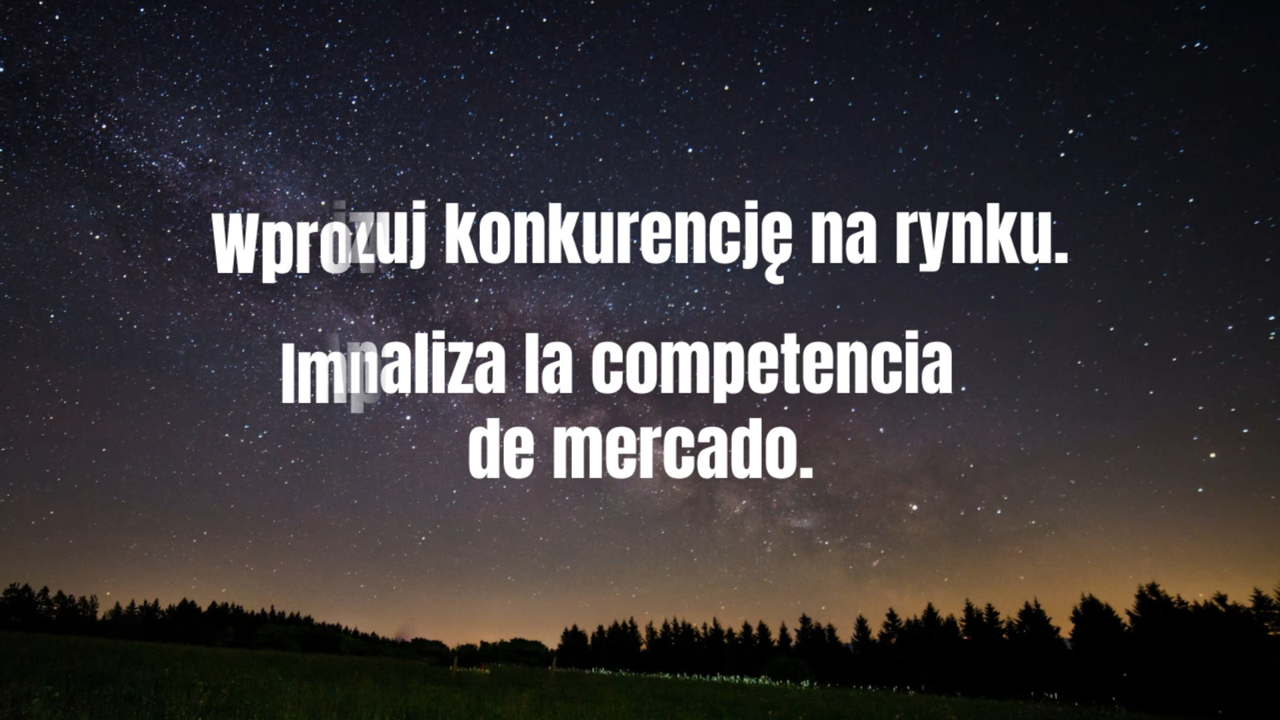 konkurencję na rynku.
la competencia
de mercado.